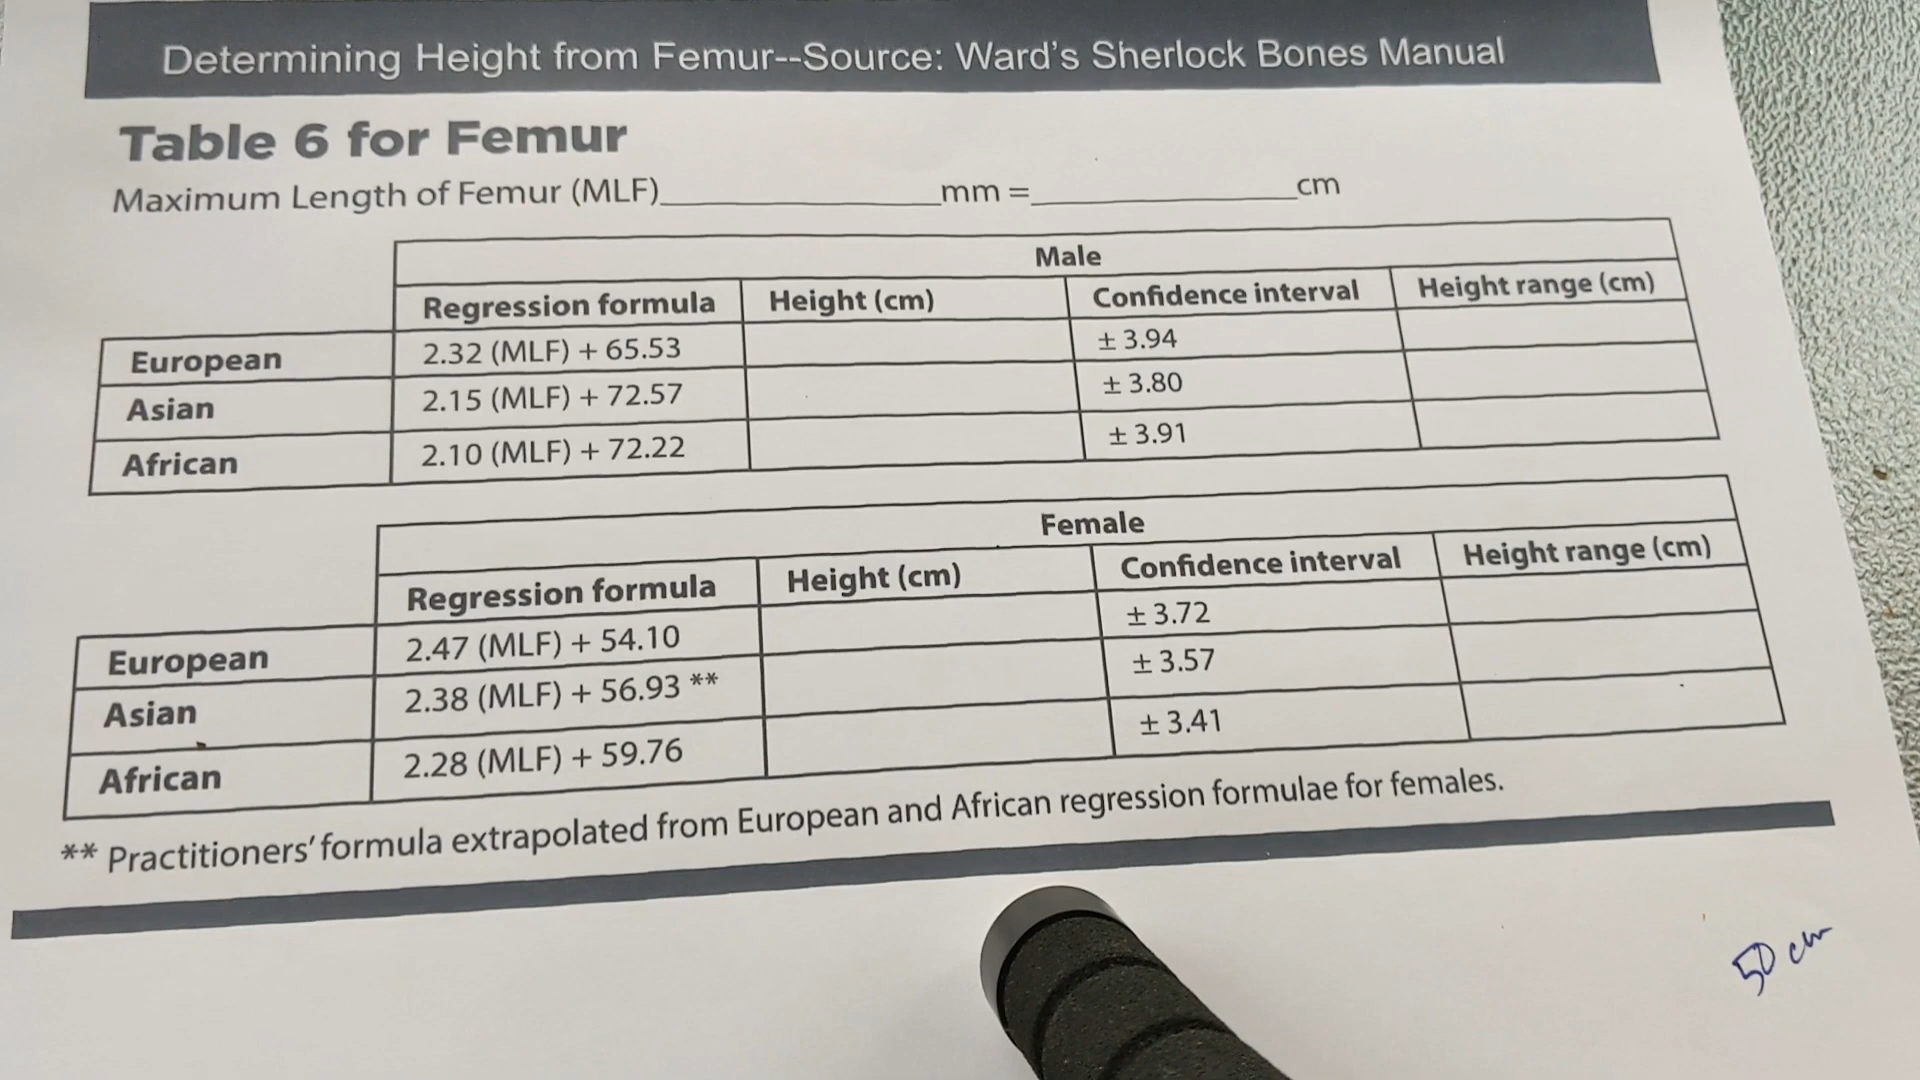 Determining Height from Femur--Source: Ward's Sherlock Bones Manual
Table 6 for Femur
Maximum Length of Femur (MLF)____________________mm =____________________cm
Male
Regression formula Height (cm) Confidence interval Height range (cm)
European 2.32 (MLF) + 65.53 ± 3.94
Asian 2.15 (MLF) + 72.57 ± 3.80
African 2.10 (MLF) + 72.22 ± 3.91
Female
Regression formula Height (cm) Confidence interval Height range (cm)
European 2.47 (MLF) + 54.10 ± 3.72
Asian 2.38 (MLF) + 56.93 ** ± 3.57
African 2.28 (MLF) + 59.76 ± 3.41
** Practitioners' formula extrapolated from European and African regression formulae for females.
50 cm